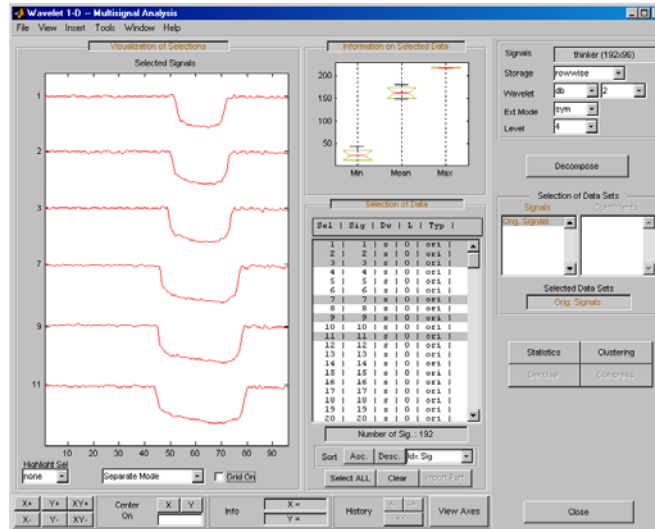 Wavelet 1-D -- Multisignal Analysis
File View Insert Tools Window Help
Visualization of Selections
Selected Signals
1
2
3
7
9
11
10 20 30 40 50 60 70 80 90
Highlight Sel
none
Separate Mode
Grid On
Information on Selected Data
200
150
100
50
Min Mean Max
Selection of Data
Sel | Sig | Dw | L | Typ |
1 | 1 | s | 0 | ori |
2 | 2 | s | 0 | ori |
3 | 3 | s | 0 | ori |
4 | 4 | s | 0 | ori |
5 | 5 | s | 0 | ori |
6 | 6 | s | 0 | ori |
7 | 7 | s | 0 | ori |
8 | 8 | s | 0 | ori |
9 | 9 | s | 0 | ori |
10 | 10 | s | 0 | ori |
11 | 11 | s | 0 | ori |
12 | 12 | s | 0 | ori |
13 | 13 | s | 0 | ori |
14 | 14 | s | 0 | ori |
15 | 15 | s | 0 | ori |
16 | 16 | s | 0 | ori |
17 | 17 | s | 0 | ori |
18 | 18 | s | 0 | ori |
19 | 19 | s | 0 | ori |
20 | 20 | s | 0 | ori |
Number of Sig.: 192
Sort Asc. Desc. Idx Sig
Select ALL Clear Import Part
Signals thinker (192x96)
Storage rowwise
Wavelet db 2
Ext.Mode sym
Level 4
Decompose
Selection of Data Sets
Signals Coefficients
Orig. Signals
Selected Data Sets
Orig. Signals
Statistics Clustering
Denoise Compress
X+ Y+ XY+
X- Y- XY-
Center On
X Y
Info
X =
Y =
History
View Axes
Close